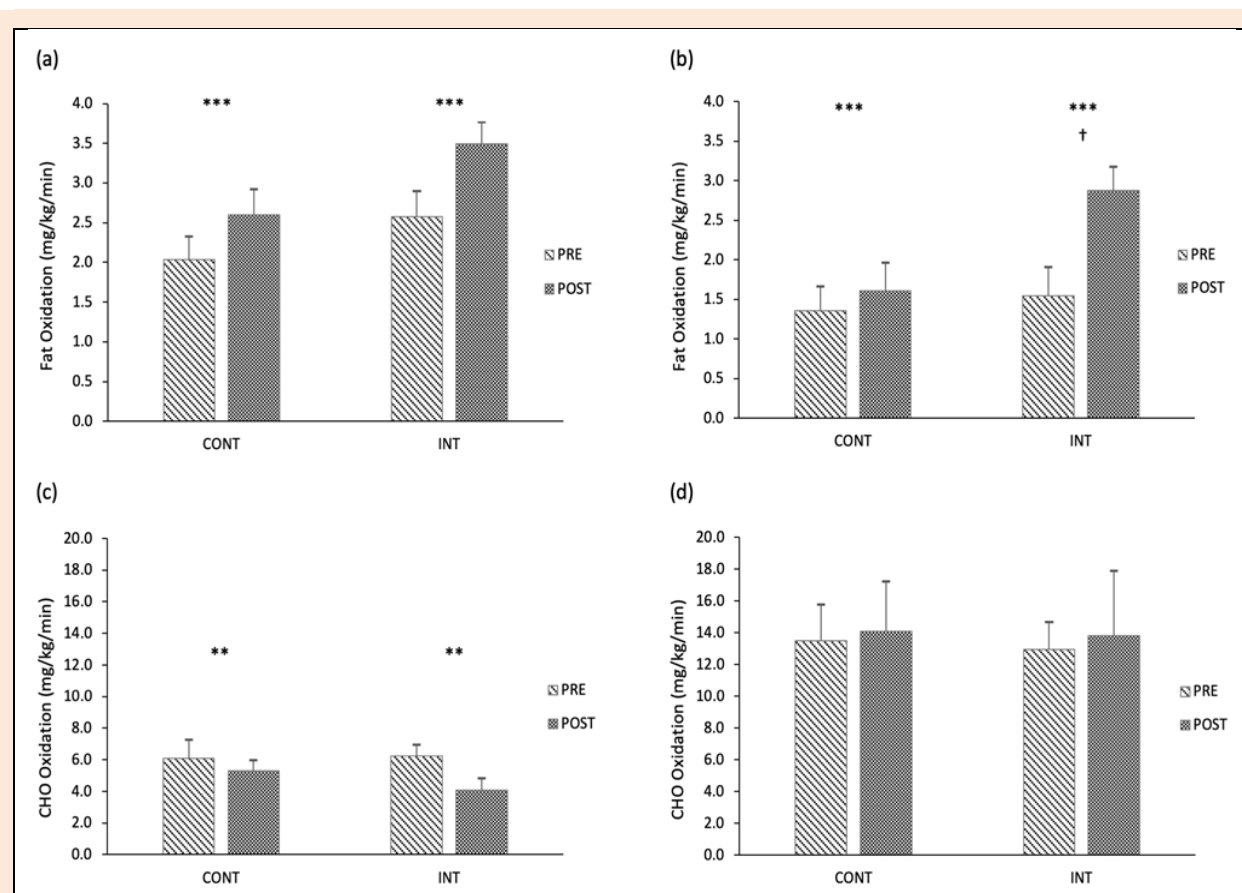 (a)
***
***
4.0
3.5
3.0
2.5
2.0
1.5
1.0
0.5
0.0
Fat Oxidation (mg/kg/min)
PRE
POST
CONT
INT
(b)
***
***
†
4.0
3.5
3.0
2.5
2.0
1.5
1.0
0.5
0.0
Fat Oxidation (mg/kg/min)
PRE
POST
CONT
INT
(c)
20.0
18.0
16.0
14.0
12.0
10.0
8.0
6.0
4.0
2.0
0.0
**
**
CHO Oxidation (mg/kg/min)
PRE
POST
CONT
INT
(d)
20.0
18.0
16.0
14.0
12.0
10.0
8.0
6.0
4.0
2.0
0.0
CHO Oxidation (mg/kg/min)
PRE
POST
CONT
INT